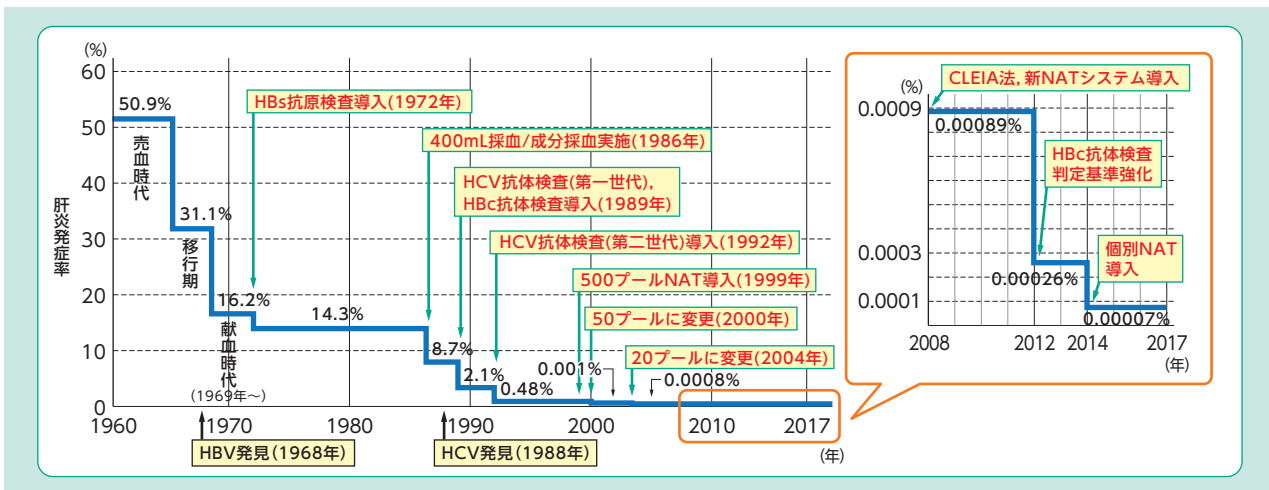 (%)
60
50
40
30
20
10
0
肝炎発症率
50.9%
売血時代
31.1%
移行期
16.2%
献血時代
(1969年～)
14.3%
8.7%
2.1%
0.48%
0.001%
0.0008%
HBs抗原検査導入(1972年)
400mL採血/成分採血実施(1986年)
HCV抗体検査(第一世代),
HBc抗体検査導入(1989年)
HCV抗体検査(第二世代)導入(1992年)
500プールNAT導入(1999年)
50プールに変更(2000年)
20プールに変更(2004年)
1960
1970
1980
1990
2000
2010
2017
(年)
HBV発見(1968年)
HCV発見(1988年)
CLEIA法, 新NATシステム導入
(%)
0.0009
0.0003
0.0001
0.00089%
HBc抗体検査
判定基準強化
0.00026%
個別NAT
導入
0.00007%
2008
2012
2014
2017
(年)